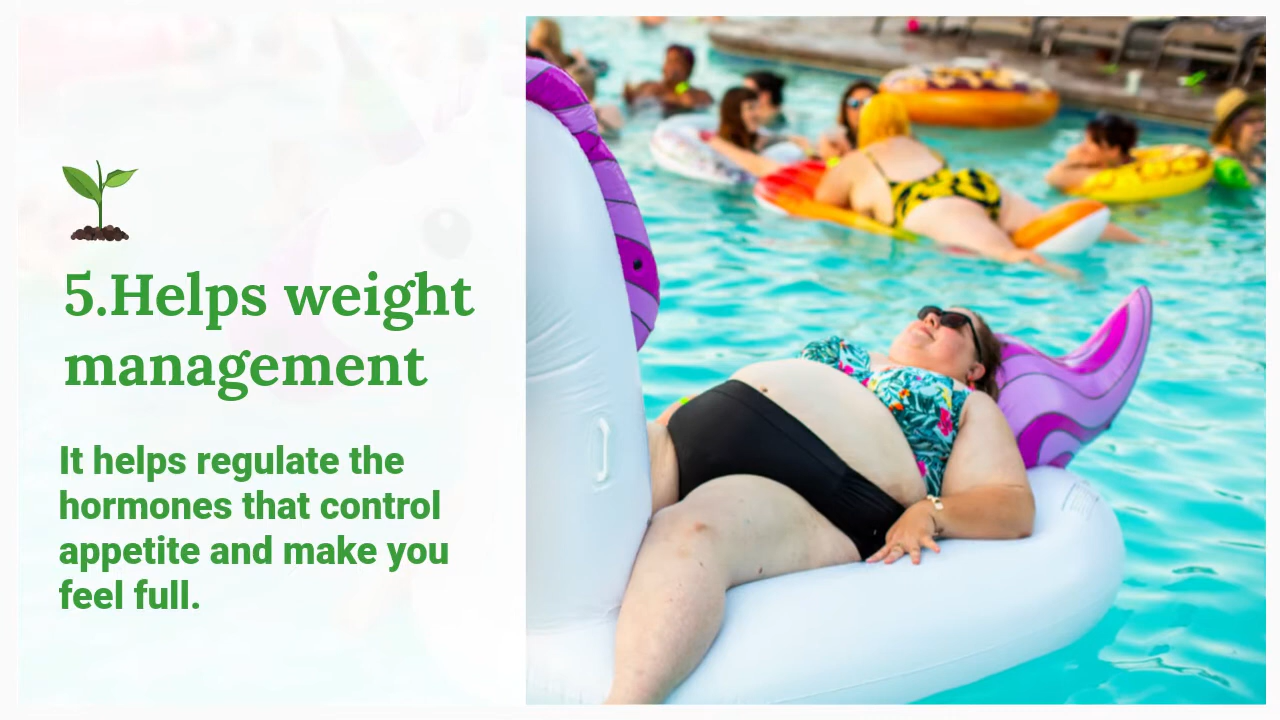 5.Helps weight
management
It helps regulate the
hormones that control
appetite and make you
feel full.